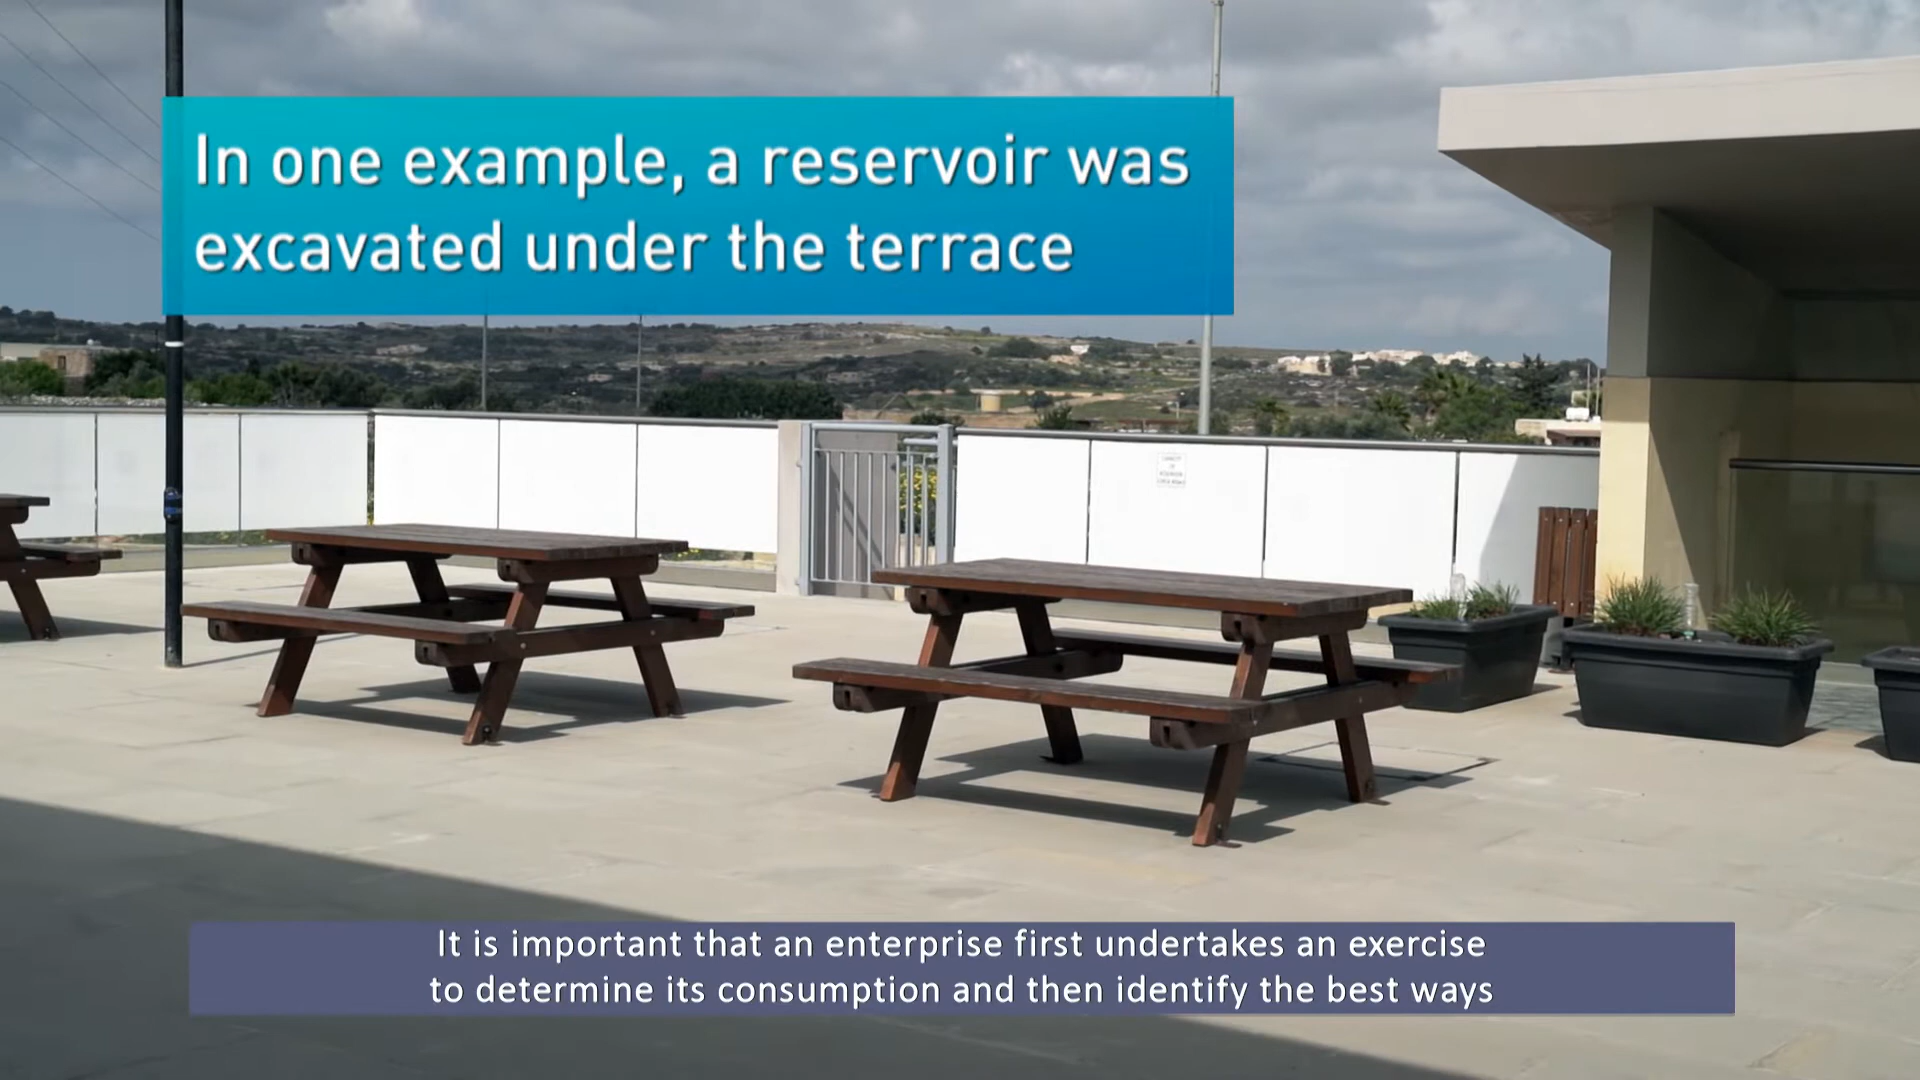 In one example, a reservoir was
excavated under the terrace
It is important that an enterprise first undertakes an exercise
to determine its consumption and then identify the best ways